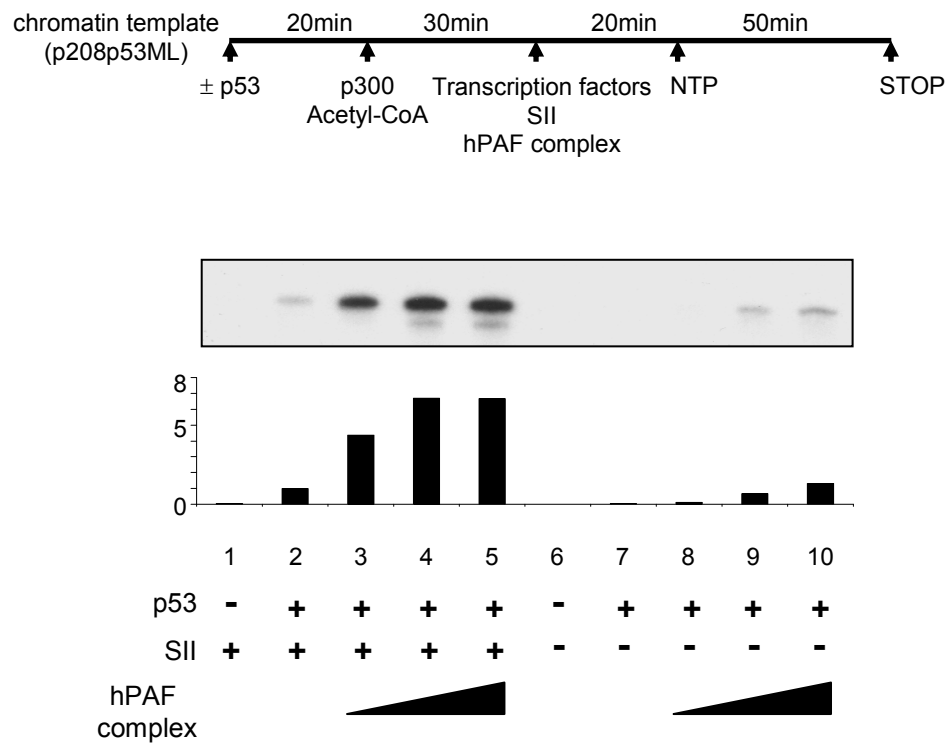 chromatin template 20min 30min 20min 50min
(p208p53ML)
± p53 p300 Transcription factors NTP STOP
Acetyl-CoA SII
hPAF complex
8
5
0
1 2 3 4 5 6 7 8 9 10
p53 - + + + + - + + + +
SII + + + + + - - - - -
hPAF
complex